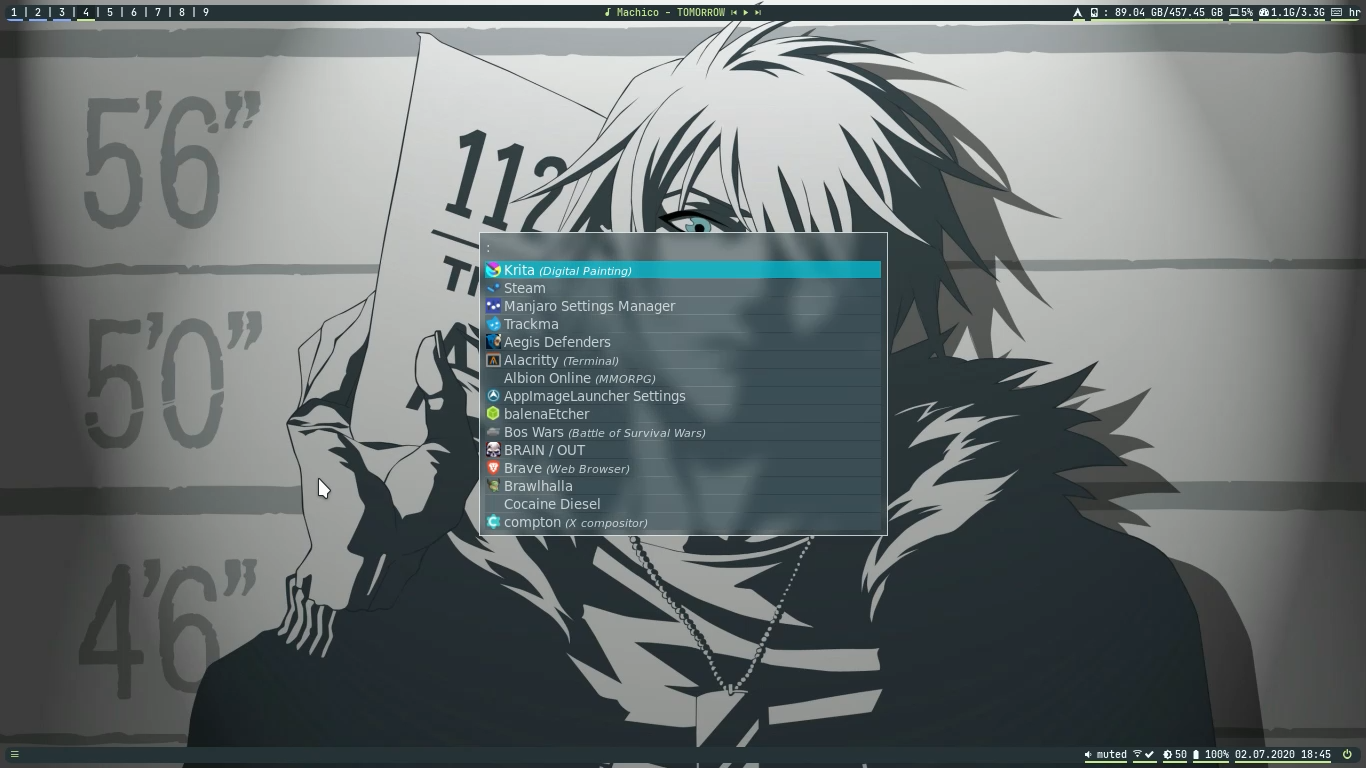 1 | 2 | 3 | 4 | 5 | 6 | 7 | 8 | 9
Machico - TOMORROW
: 89.04 GB/457.45 GB 5% 1.1G/3.3G hr
5'6”
112
5'0”
4'6”
:
Krita (Digital Painting)
Steam
Manjaro Settings Manager
Trackma
Aegis Defenders
Alacritty (Terminal)
Albion Online (MMORPG)
AppImageLauncher Settings
balenaEtcher
Bos Wars (Battle of Survival Wars)
BRAIN / OUT
Brave (Web Browser)
Brawlhalla
Cocaine Diesel
compton (X compositor)
muted 50 100% 02.07.2020 18:45